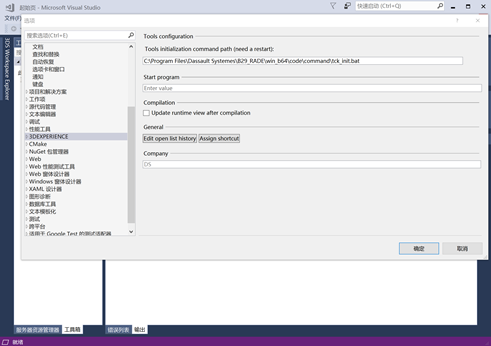 起始页 - Microsoft Visual Studio
快速启动 (Ctrl+Q)
文件(F)
选项
搜索选项(Ctrl+E)
文档
查找和替换
自动恢复
选项卡和窗口
通知
键盘
项目和解决方案
工作项
源代码管理
文本编辑器
调试
性能工具
3DEXPERIENCE
CMake
NuGet 包管理器
Web
Web 性能测试工具
Web 窗体设计器
Windows 窗体设计器
XAML 设计器
图形诊断
数据库工具
文本模板化
测试
跨平台
适用于 Google Test 的测试适配器
Tools configuration
Tools initialization command path (need a restart):
C:\Program Files\Dassault Systemes\B29_RADE\win_b64\code\command\tck_init.bat
Start program
Enter value
Compilation
Update runtime view after compilation
General
Edit open list history
Assign shortcut
Company
DS
确定
取消
3DS Workspace Explorer
服务器资源管理器
工具箱
错误列表
输出
就绪